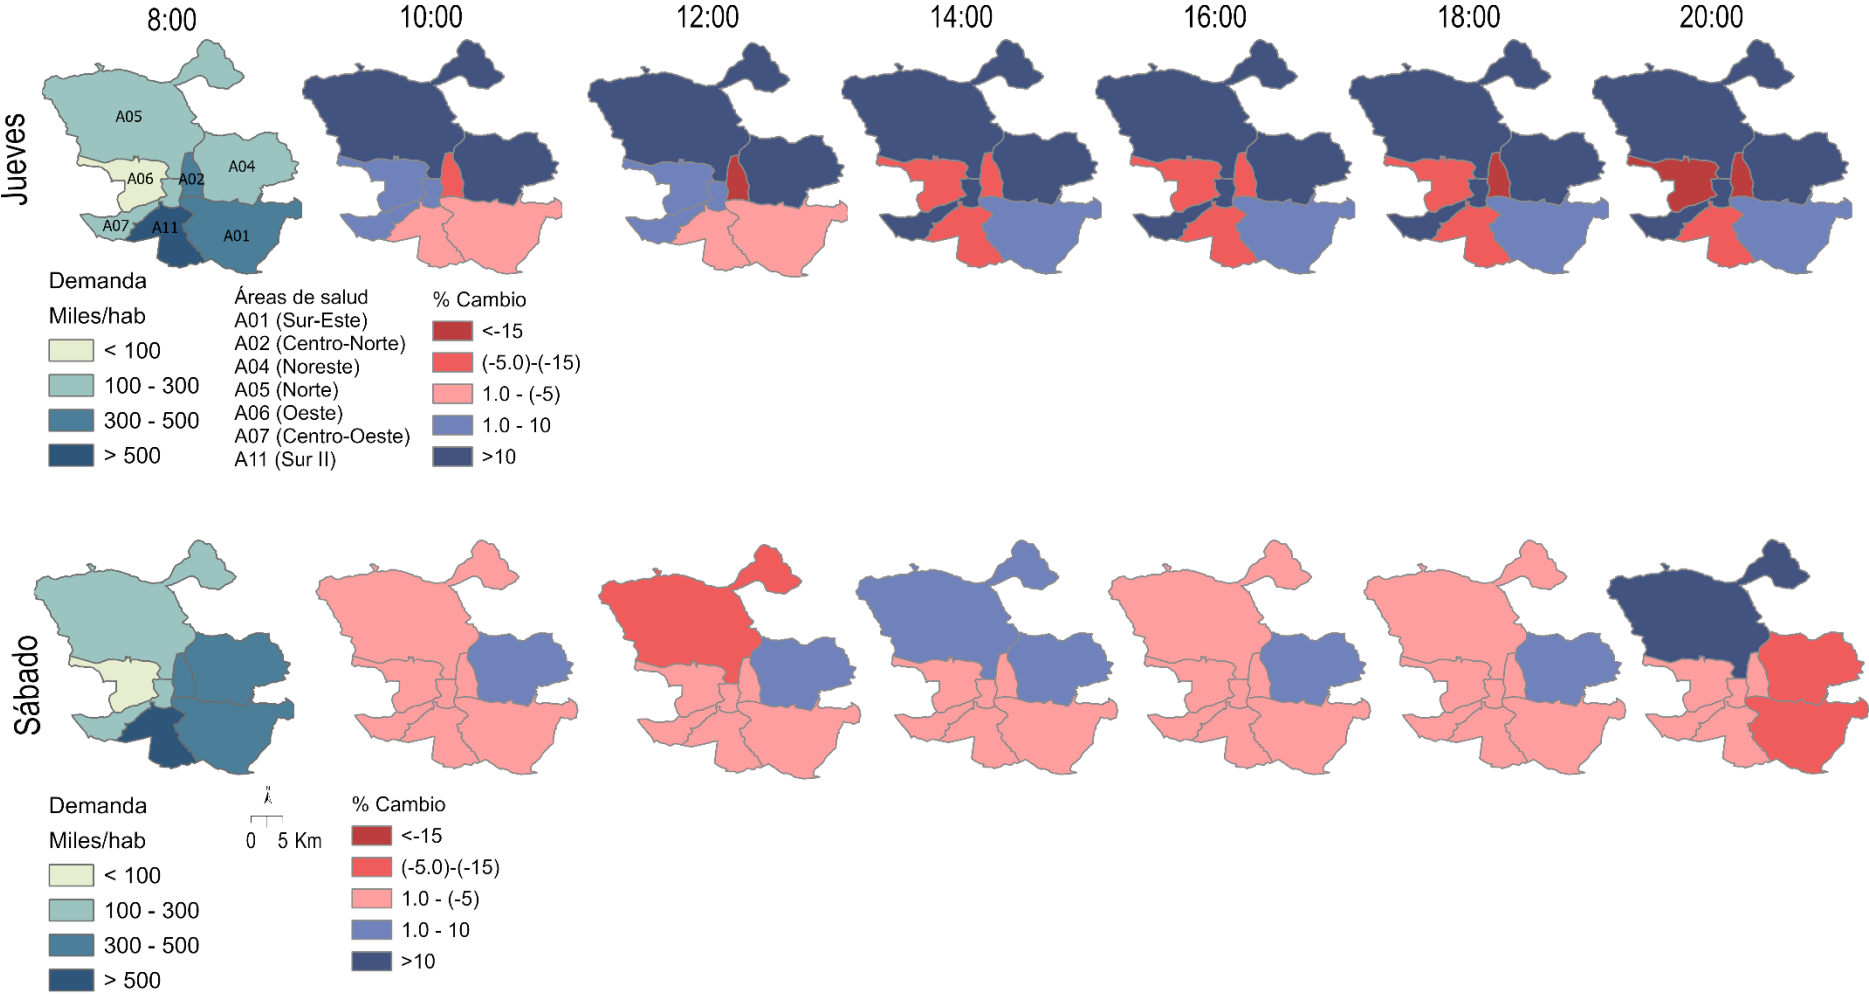 8:00
10:00
12:00
14:00
16:00
18:00
20:00
Jueves
A05
A04
A06
A02
A07
A11
A01
Demanda
Miles/hab
< 100
100 - 300
300 - 500
> 500
Áreas de salud
A01 (Sur-Este)
A02 (Centro-Norte)
A04 (Noreste)
A05 (Norte)
A06 (Oeste)
A07 (Centro-Oeste)
A11 (Sur II)
% Cambio
<-15
(-5.0)-(-15)
1.0 - (-5)
1.0 - 10
>10
Sábado
Demanda
Miles/hab
< 100
100 - 300
300 - 500
> 500
N
0 5 Km
% Cambio
<-15
(-5.0)-(-15)
1.0 - (-5)
1.0 - 10
>10